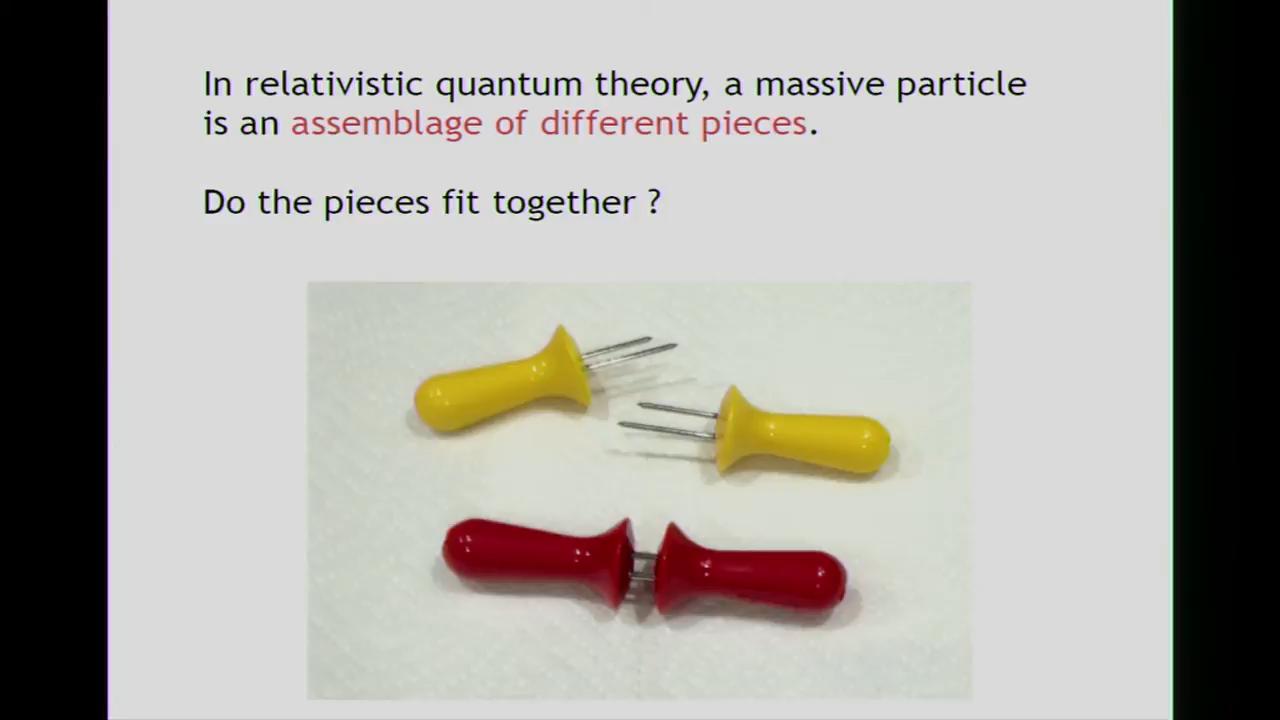 In relativistic quantum theory, a massive particle
is an assemblage of different pieces.
Do the pieces fit together ?